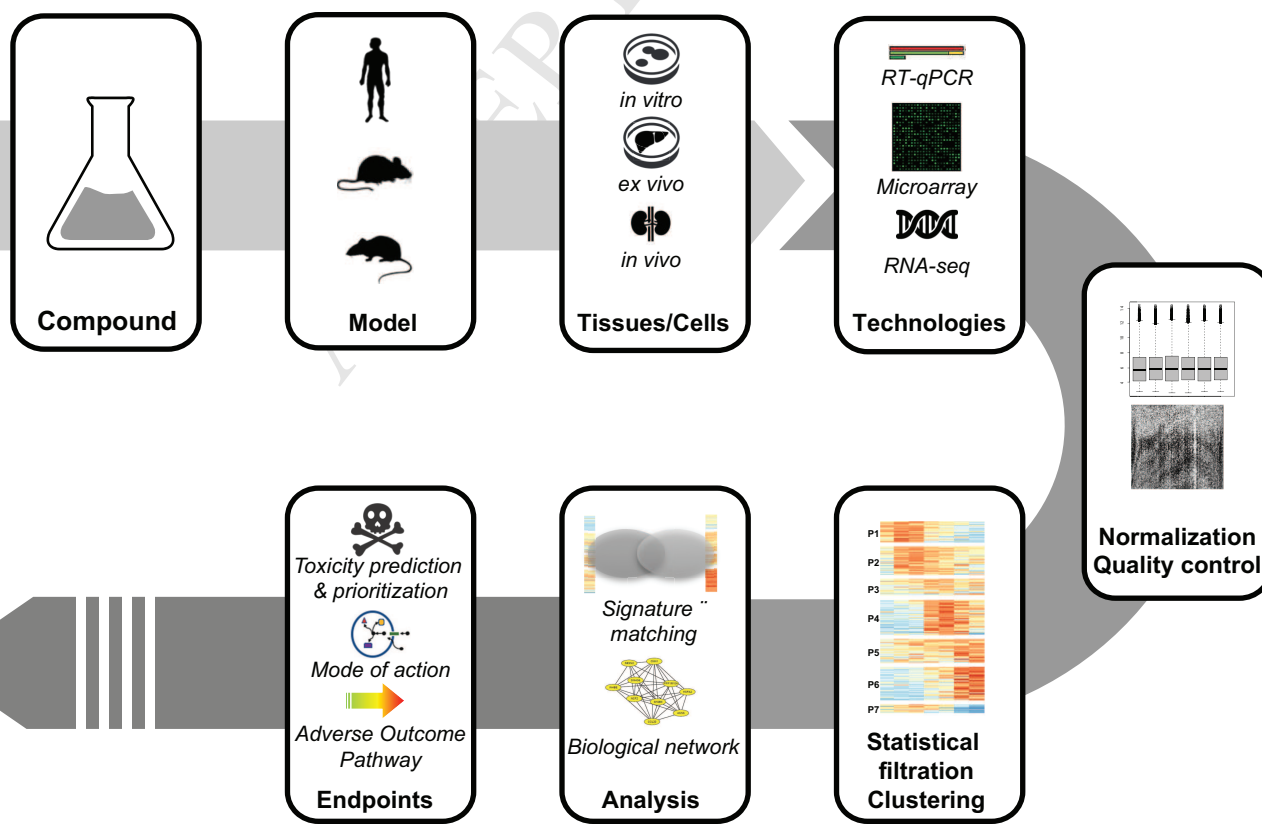 in vitro
ex vivo
in vivo
RT-qPCR
Microarray
RNA-seq
Compound
Model
Tissues/Cells
Technologies
Normalization
Quality control
Toxicity prediction
& prioritization
Mode of action
Adverse Outcome
Pathway
Endpoints
Signature ¨
matching
Biological network
Analysis
P1
P2
P3
P4
P5
P6
P7
Statistical
filtration
Clustering